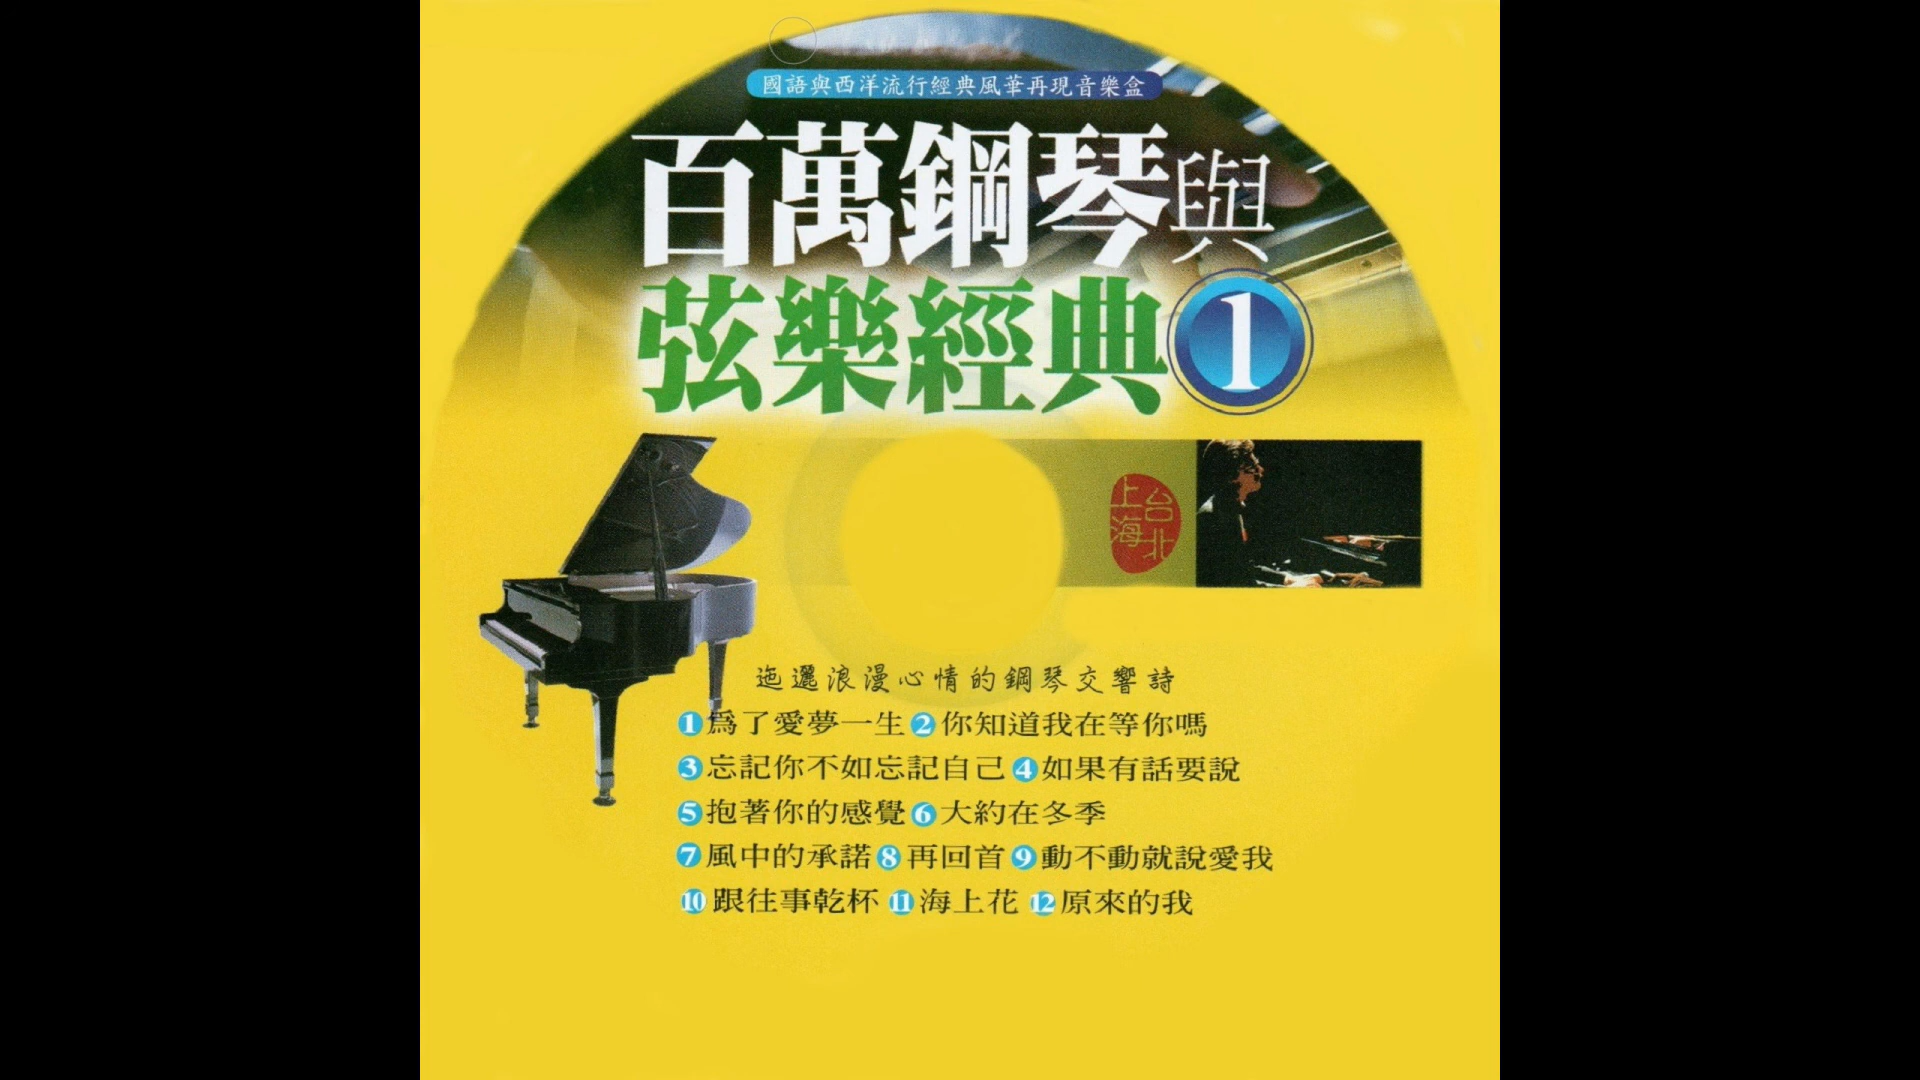 國語與西洋流行經典風華再現音樂盒
百萬鋼琴與
弦樂經典1
上海
台北
迤邐浪漫心情的鋼琴交響詩
1為了愛夢一生2你知道我在等你嗎
3忘記你不如忘記自己4如果有話要說
5抱著你的感覺6大約在冬季
7風中的承諾8再回首9動不動就說愛我
10跟往事乾杯11海上花12原來的我